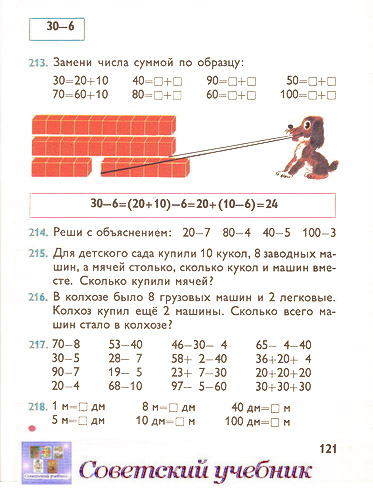 30—6
213. Замени числа суммой по образцу:
30=20+10 40=□+□ 90=□+□ 50=□+□
70=60+10 80=□+□ 60=□+□ 100=□+□
30—6=(20+10)—6=20+(10—6)=24
214. Реши с объяснением: 20—7 80—4 40—5 100—3
215. Для детского сада купили 10 кукол, 8 заводных ма-
шин, а мячей столько, сколько кукол и машин вме-
сте. Сколько купили мячей?
216. В колхозе было 8 грузовых машин и 2 легковые.
Колхоз купил ещё 2 машины. Сколько всего ма-
шин стало в колхозе?
217. 70—8 53—40 46—30— 4 65— 4—40
30—5 28— 7 58+ 2—40 36+20+ 4
90—7 19— 5 23+ 7—30 20+20+20
20—4 68—10 97— 5—60 30+30+30
218. 1 м=□ дм 8 м=□ дм 40 дм=□ м
5 м=□ дм 10 дм=□ м 100 дм=□ м
121
Советский учебник